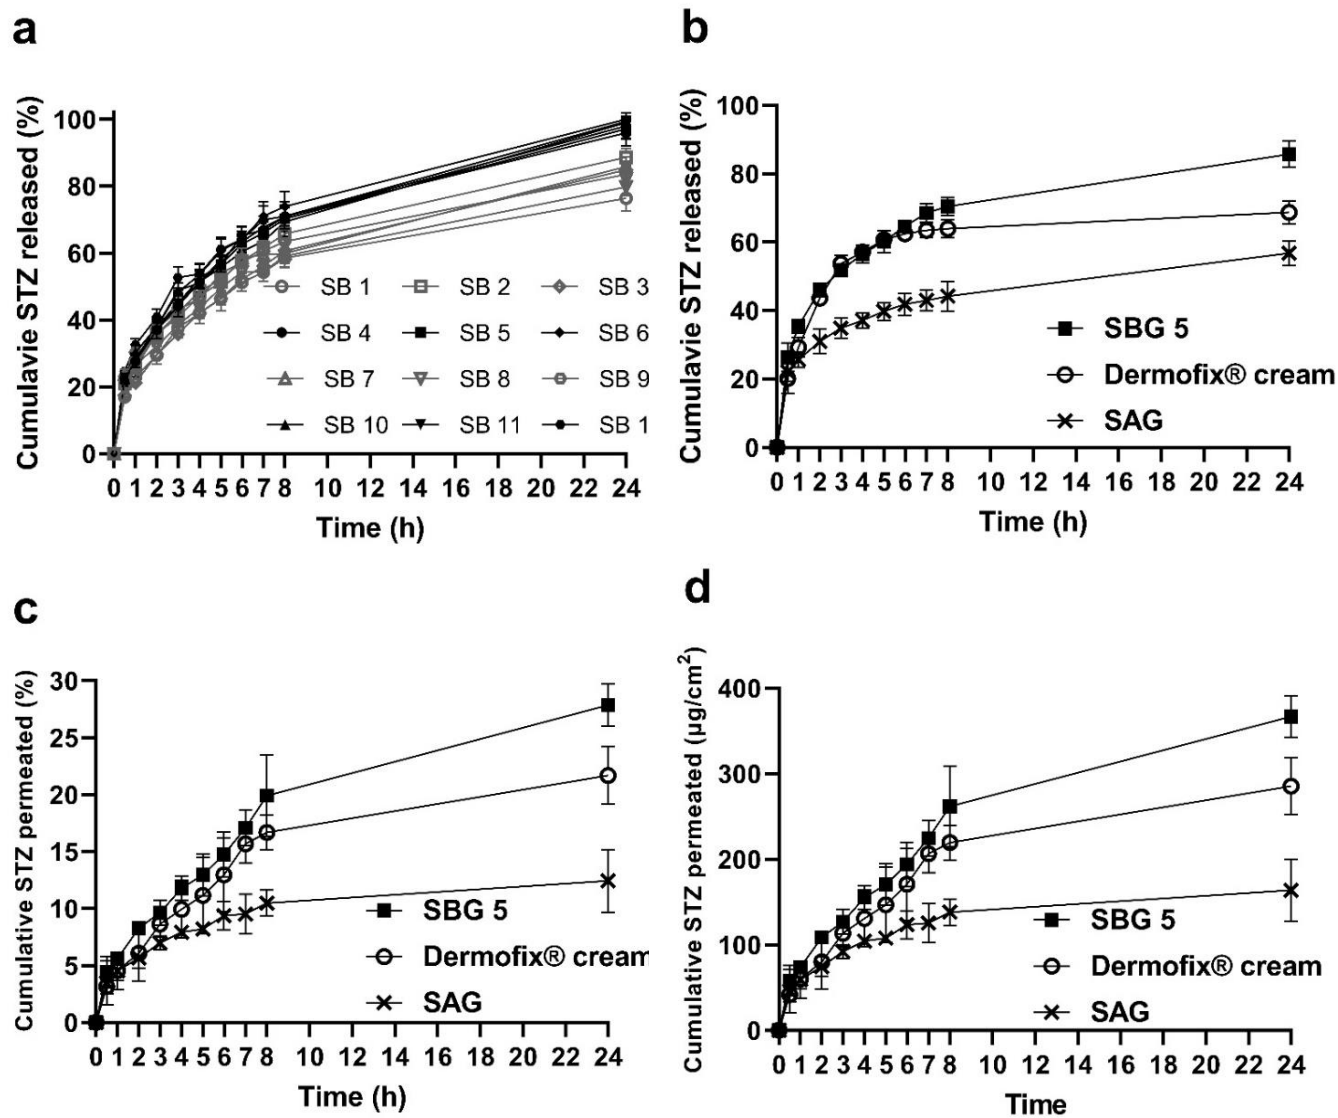 a
Cumulavie STZ released (%)
100
80
60
40
20
0
SB 1 SB 2 SB 3
SB 4 SB 5 SB 6
SB 7 SB 8 SB 9
SB 10 SB 11 SB 1
0 1 2 3 4 5 6 7 8 10 12 14 16 18 20 22 24
Time (h)
b
Cumulavie STZ released (%)
100
80
60
40
20
0
SBG 5
Dermofix® cream
SAG
0 1 2 3 4 5 6 7 8 10 12 14 16 18 20 22 24
Time (h)
c
Cumulative STZ permeated (%)
30
25
20
15
10
5
0
SBG 5
Dermofix® cream
SAG
0 1 2 3 4 5 6 7 8 10 12 14 16 18 20 22 24
Time (h)
d
Cumulative STZ permeated (µg/cm²)
400
300
200
100
0
SBG 5
Dermofix® cream
SAG
0 1 2 3 4 5 6 7 8 10 12 14 16 18 20 22 24
Time